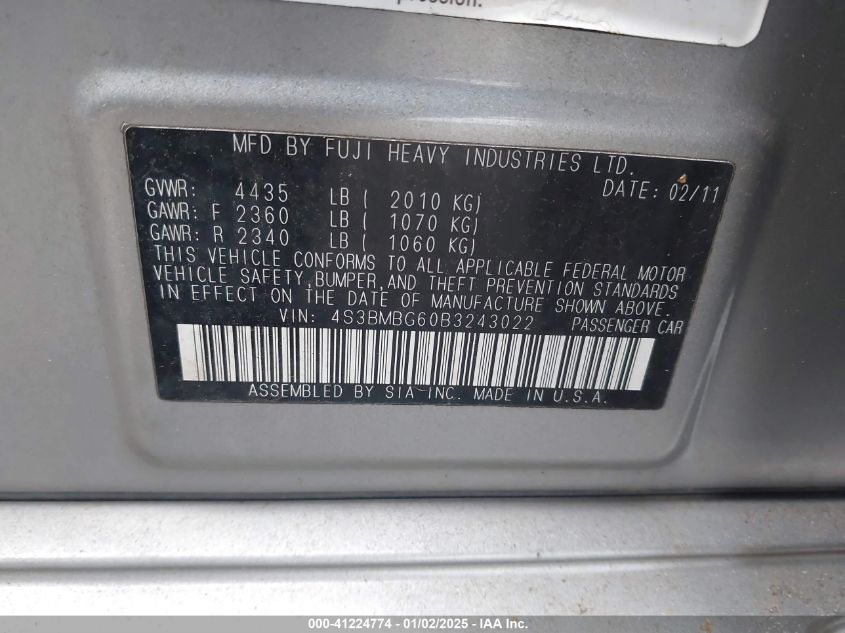 pression.
MFD BY FUJI HEAVY INDUSTRIES LTD.
GVWR: 4435 LB ( 2010 KG) DATE: 02/11
GAWR: F 2360 LB ( 1070 KG)
GAWR: R 2340 LB ( 1060 KG)
THIS VEHICLE CONFORMS TO ALL APPLICABLE FEDERAL MOTOR
VEHICLE SAFETY, BUMPER, AND THEFT PREVENTION STANDARDS
IN EFFECT ON THE DATE OF MANUFACTURE SHOWN ABOVE.
VIN: 4S3BMBG60B3243022 PASSENGER CAR
ASSEMBLED BY SIA-INC. MADE IN U.S.A.
000-41224774 - 01/02/2025 - IAA Inc.